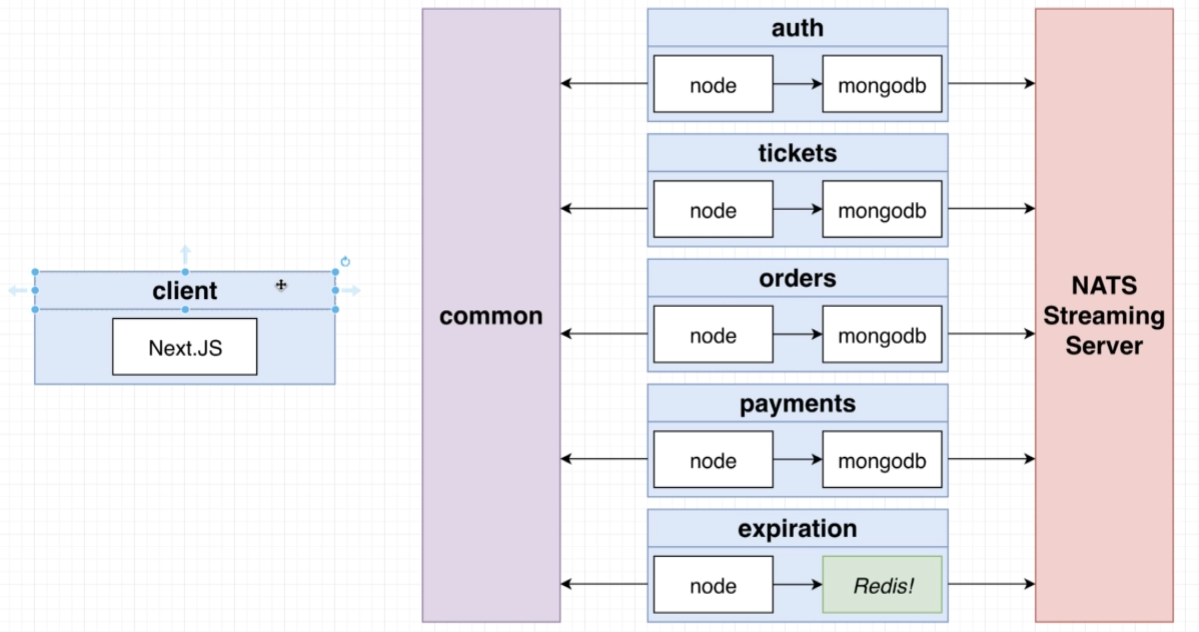 client
Next.JS
common
auth
node
mongodb
tickets
node
mongodb
orders
node
mongodb
payments
node
mongodb
expiration
node
Redis!
NATS
Streaming
Server